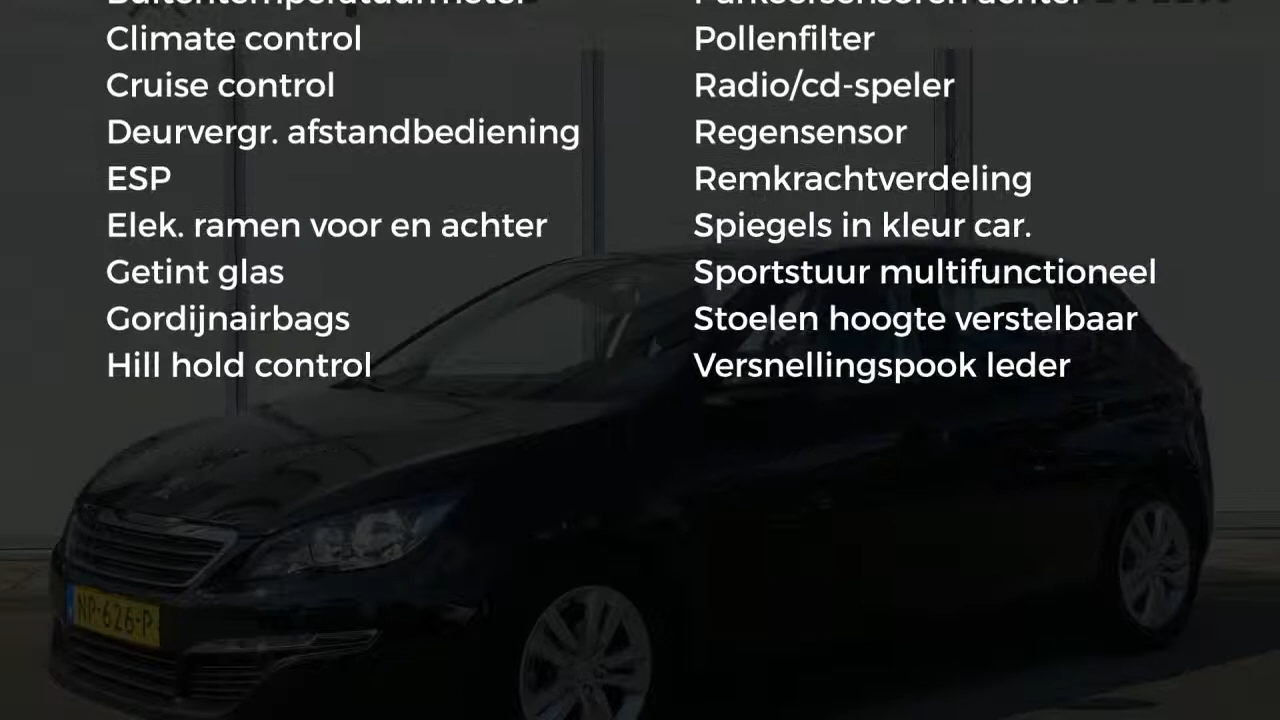 Climate control
Cruise control
Deurvergr. afstandbediening
ESP
Elek. ramen voor en achter
Getint glas
Gordijnairbags
Hill hold control
Pollenfilter
Radio/cd-speler
Regensensor
Remkrachtverdeling
Spiegels in kleur car.
Sportstuur multifunctioneel
Stoelen hoogte verstelbaar
Versnellingspook leder